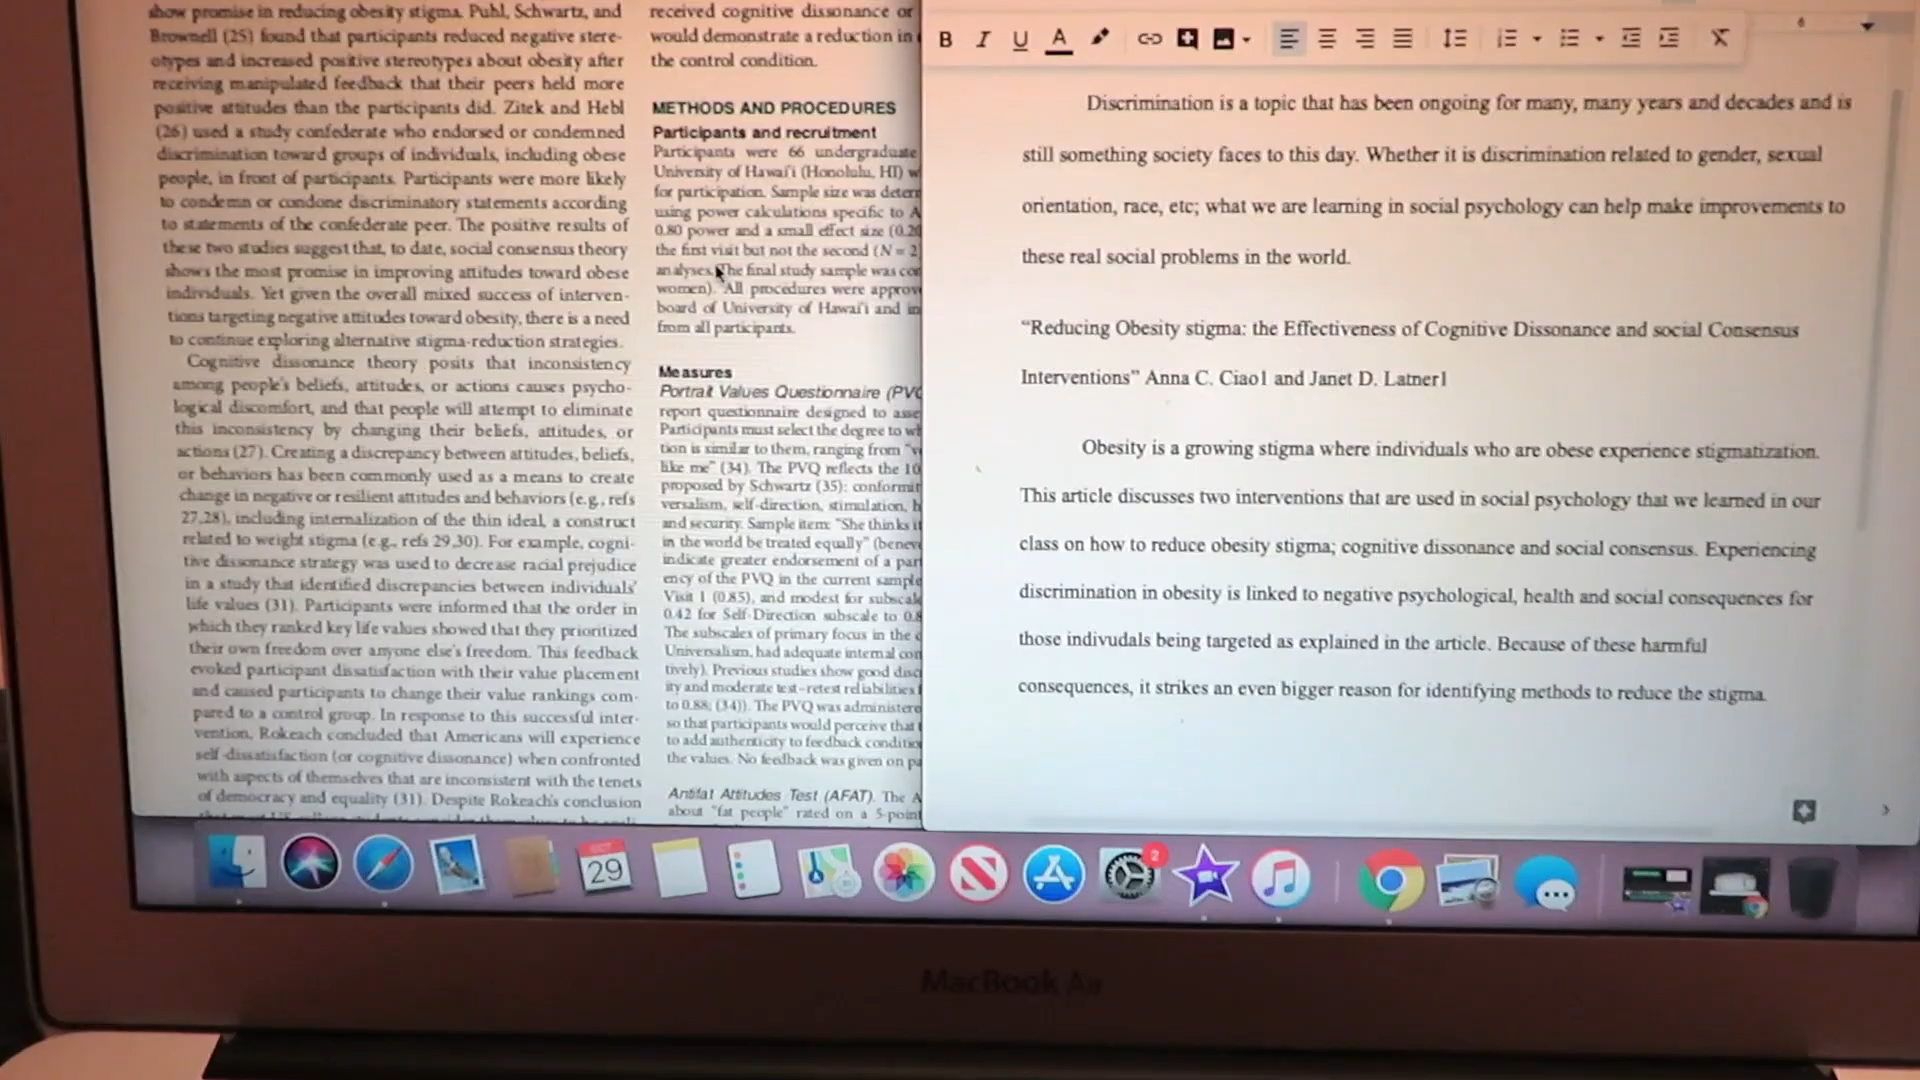 show promise in reducing obesity stigma. Puhl, Schwartz, and
Brownell (25) found that participants reduced negative stere-
otypes and increased positive stereotypes about obesity after
receiving manipulated feedback that their peers held more
positive attitudes than the participants did. Zitek and Hebl
(26) used a study confederate who endorsed or condemned
discrimination toward groups of individuals, including obese
people, in front of participants. Participants were more likely
to condemn or condone discriminatory statements according
to statements of the confederate peer. The positive results of
these two studies suggest that, to date, social consensus theory
shows the most promise in improving attitudes toward obese
individuals. Yet given the overall mixed success of interven-
tions targeting negative attitudes toward obesity, there is a need
to continue exploring alternative stigma-reduction strategies.
Cognitive dissonance theory posits that inconsistency
among people's beliefs, attitudes, or actions causes psycho-
logical discomfort, and that people will attempt to eliminate
this inconsistency by changing their beliefs, attitudes, or
actions (27). Creating a discrepancy between attitudes, beliefs,
or behaviors has been commonly used as a means to create
change in negative or resilient attitudes and behaviors (e.g., refs
27,28), including internalization of the thin ideal, a construct
related to weight stigma (e.g., refs 29,30). For example, cogni-
tive dissonance strategy was used to decrease racial prejudice
in a study that identified discrepancies between individuals'
life values (31). Participants were informed that the order in
which they ranked key life values showed that they prioritized
their own freedom over anyone else's freedom. This feedback
evoked participant dissatisfaction with their value placement
and caused participants to change their value rankings com-
pared to a control group. In response to this successful inter-
vention, Rokeach concluded that Americans will experience
self-dissatisfaction (or cognitive dissonance) when confronted
with aspects of themselves that are inconsistent with the tenets
of democracy and equality (31). Despite Rokeach's conclusion
received cognitive dissonance or
would demonstrate a reduction in
the control condition.
METHODS AND PROCEDURES
Participants and recruitment
Participants were 66 undergraduate
University of Hawai'i (Honolulu, HI) w
for participation. Sample size was deter
using power calculations specific to A
0.80 power and a small effect size (0.20
the first visit but not the second (N = 2
analyses. The final study sample was con
women). All procedures were approv
board of University of Hawai'i and in
from all participants.
Measures
Portrait Values Questionnaire (PVQ
report questionnaire designed to asse
Participants must select the degree to wh
tion is similar to them, ranging from "v
like me" (34). The PVQ reflects the 10
proposed by Schwartz (35): conformit
versalism, self-direction, stimulation, h
and security. Sample item: "She thinks it
in the world be treated equally" (benev
indicate greater endorsement of a part
ency of the PVQ in the current sample
Visit 1 (0.85), and modest for subscale
0.42 for Self-Direction subscale to 0.8
The subscales of primary focus in the c
Universalism, had adequate internal con
tively). Previous studies show good disc
ity and moderate test–retest reliabilities
to 0.88; (34)). The PVQ was administere
so that participants would perceive that t
to add authenticity to feedback condition
the values. No feedback was given on pa
Antifat Attitudes Test (AFAT). The A
about "fat people" rated on a 5-point
B I U A
6
Discrimination is a topic that has been ongoing for many, many years and decades and is
still something society faces to this day. Whether it is discrimination related to gender, sexual
orientation, race, etc; what we are learning in social psychology can help make improvements to
these real social problems in the world.
“Reducing Obesity stigma: the Effectiveness of Cognitive Dissonance and social Consensus
Interventions” Anna C. Ciao1 and Janet D. Latner1
Obesity is a growing stigma where individuals who are obese experience stigmatization.
This article discusses two interventions that are used in social psychology that we learned in our
class on how to reduce obesity stigma; cognitive dissonance and social consensus. Experiencing
discrimination in obesity is linked to negative psychological, health and social consequences for
those indivudals being targeted as explained in the article. Because of these harmful
consequences, it strikes an even bigger reason for identifying methods to reduce the stigma.
OCT
29
2
MacBook Air